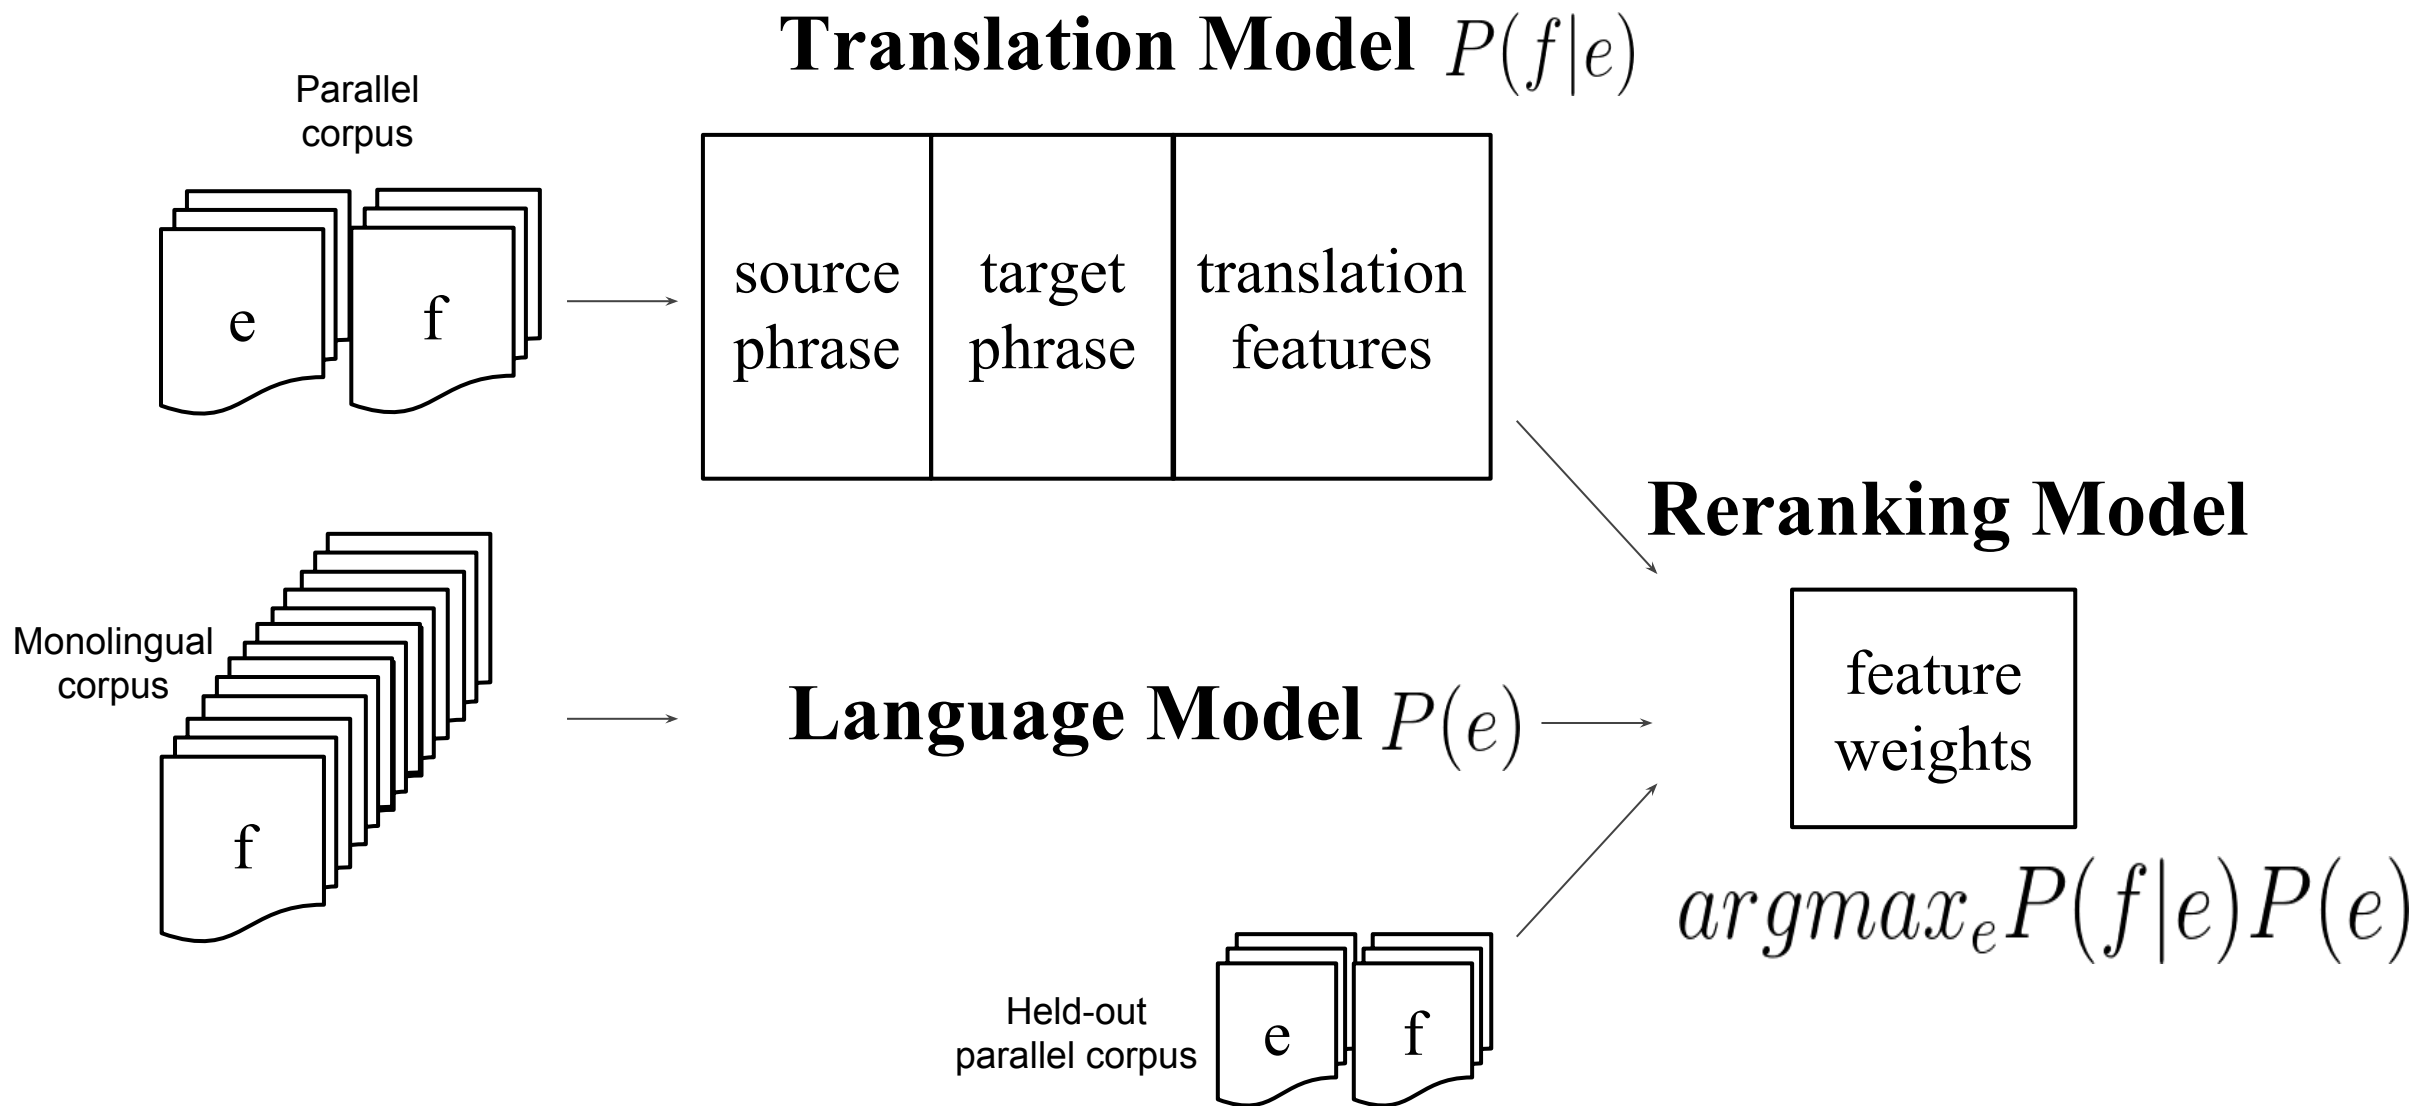 Translation Model P(f|e)
Parallel
corpus
e
f
source
phrase
target
phrase
translation
features
Reranking Model
Monolingual
corpus
f
Language Model P(e)
feature
weights
argmax_e P(f|e)P(e)
Held-out
parallel corpus
e
f